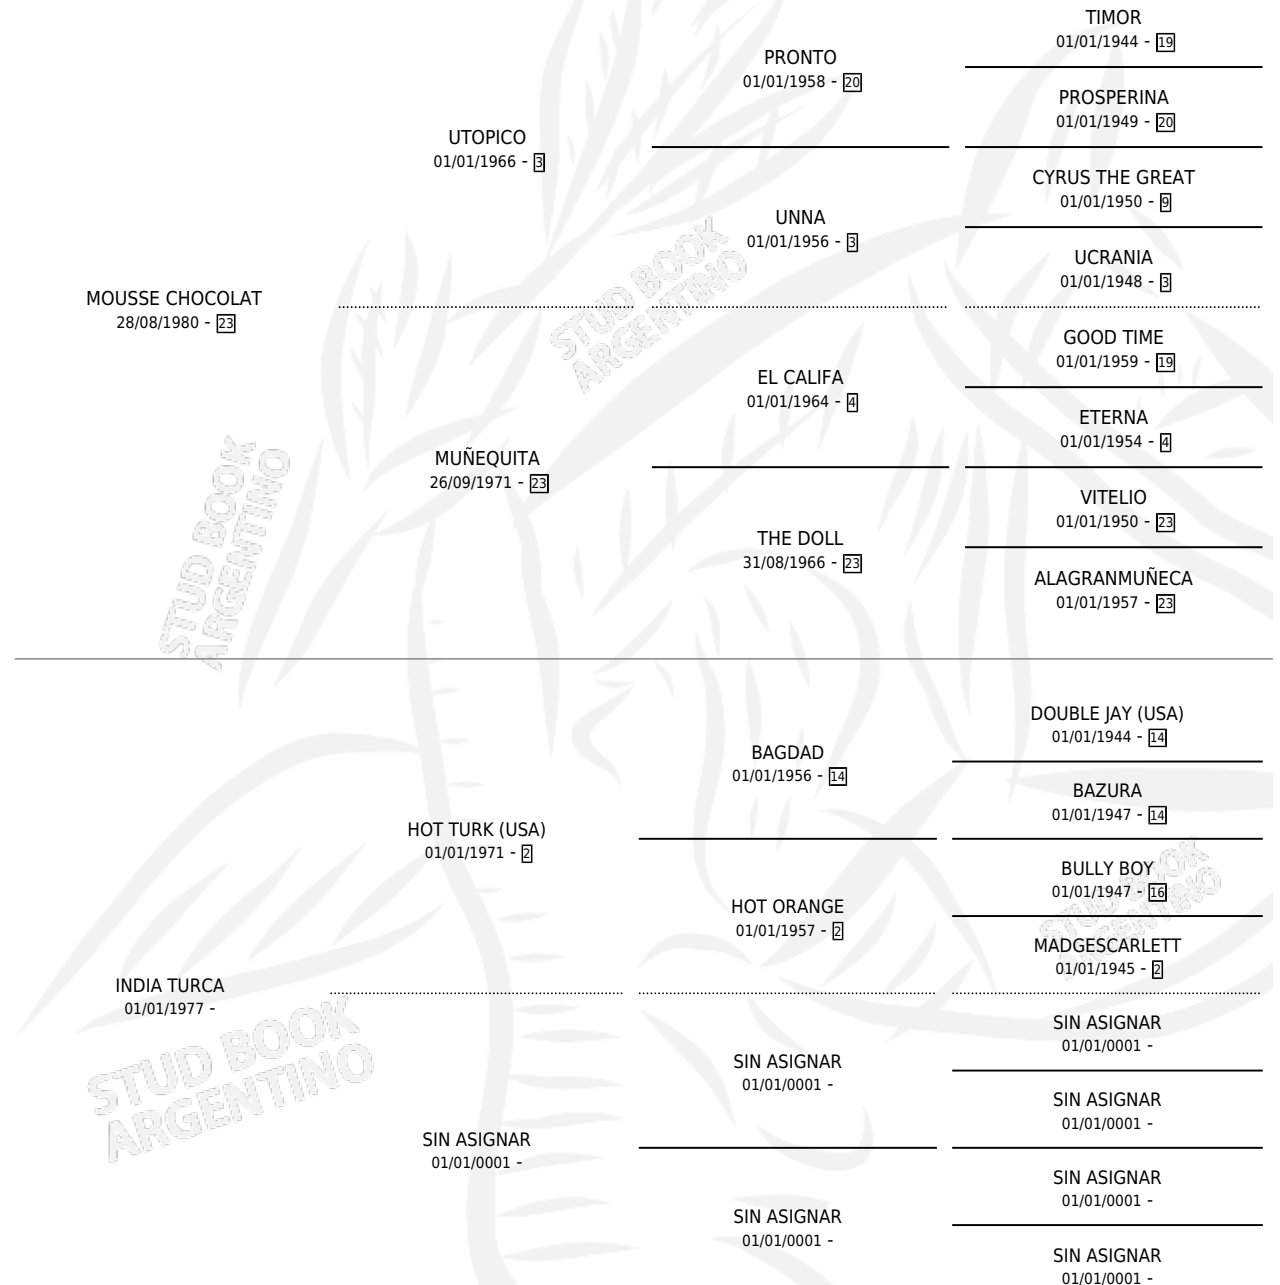 TIMOR
01/01/1944 - 19
PRONTO
01/01/1958 - 20
PROSPERINA
01/01/1949 - 20
UTOPICO
01/01/1966 - 3
CYRUS THE GREAT
01/01/1950 - 9
UNNA
01/01/1956 - 3
UCRANIA
01/01/1948 - 3
MOUSSE CHOCOLAT
28/08/1980 - 23
GOOD TIME
01/01/1959 - 19
EL CALIFA
01/01/1964 - 4
ETERNA
01/01/1954 - 4
MUÑEQUITA
26/09/1971 - 23
VITELIO
01/01/1950 - 23
THE DOLL
31/08/1966 - 23
ALAGRANMUÑECA
01/01/1957 - 23
DOUBLE JAY (USA)
01/01/1944 - 14
BAGDAD
01/01/1956 - 14
BAZURA
01/01/1947 - 14
HOT TURK (USA)
01/01/1971 - 2
BULLY BOY
01/01/1947 - 16
HOT ORANGE
01/01/1957 - 2
MADGESCARLETT
01/01/1945 - 2
INDIA TURCA
01/01/1977 -
SIN ASIGNAR
01/01/0001 -
SIN ASIGNAR
01/01/0001 -
SIN ASIGNAR
01/01/0001 -
SIN ASIGNAR
01/01/0001 -
SIN ASIGNAR
01/01/0001 -
SIN ASIGNAR
01/01/0001 -
SIN ASIGNAR
01/01/0001 -
STUD BOOK
ARGENTINO
STUD BOOK
ARGENTINO
STUD BOOK
ARGENTINO
STUD BOOK
ARGENTINO